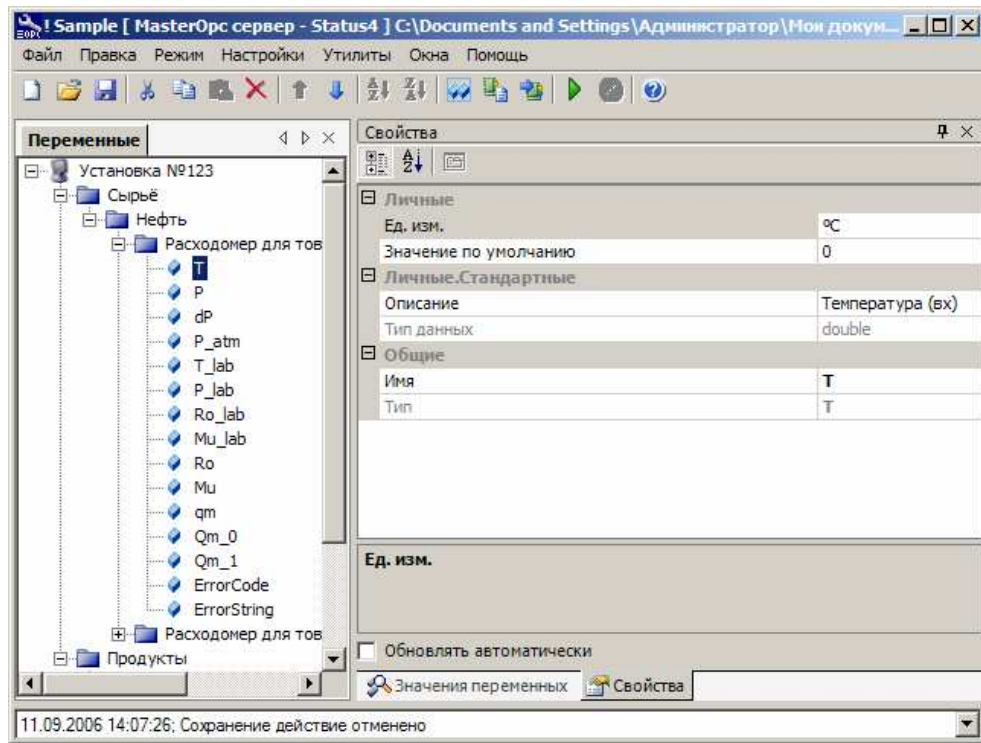 ! Sample [ MasterOpc сервер - Status4 ] C:\Documents and Settings\Администратор\Мои докум...
Файл Правка Режим Настройки Утилиты Окна Помощь
Переменные
Установка №123
Сырьё
Нефть
Расходомер для тов
T
P
dP
P_atm
T_lab
P_lab
Ro_lab
Mu_lab
Ro
Mu
qm
Qm_0
Qm_1
ErrorCode
ErrorString
Расходомер для тов
Продукты
Свойства
Личные
Ед. изм. ºC
Значение по умолчанию 0
Личные.Стандартные
Описание Температура (вх)
Тип данных double
Общие
Имя T
Тип T
Ед. изм.
Обновлять автоматически
Значения переменных Свойства
11.09.2006 14:07:26; Сохранение действие отменено